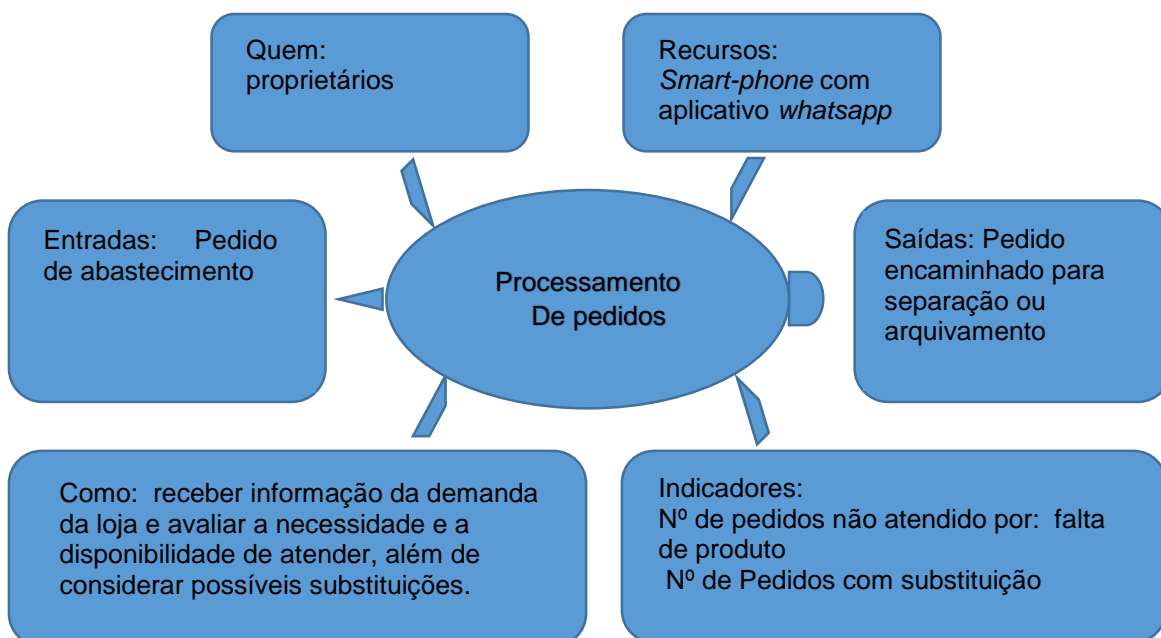 Quem:
proprietários
Recursos:
Smart-phone com
aplicativo whatsapp
Entradas: Pedido
de abastecimento
Processamento
De pedidos
Saídas: Pedido
encaminhado para
separação ou
arquivamento
Como: receber informação da demanda
da loja e avaliar a necessidade e a
disponibilidade de atender, além de
considerar possíveis substituições.
Indicadores:
Nº de pedidos não atendido por: falta
de produto
Nº de Pedidos com substituição